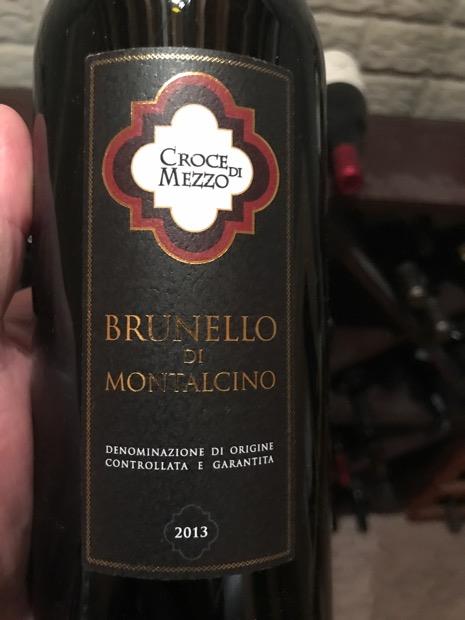 CROCE DI
MEZZO
BRUNELLO
DI
MONTALCINO
DENOMINAZIONE DI ORIGINE
CONTROLLATA E GARANTITA
2013